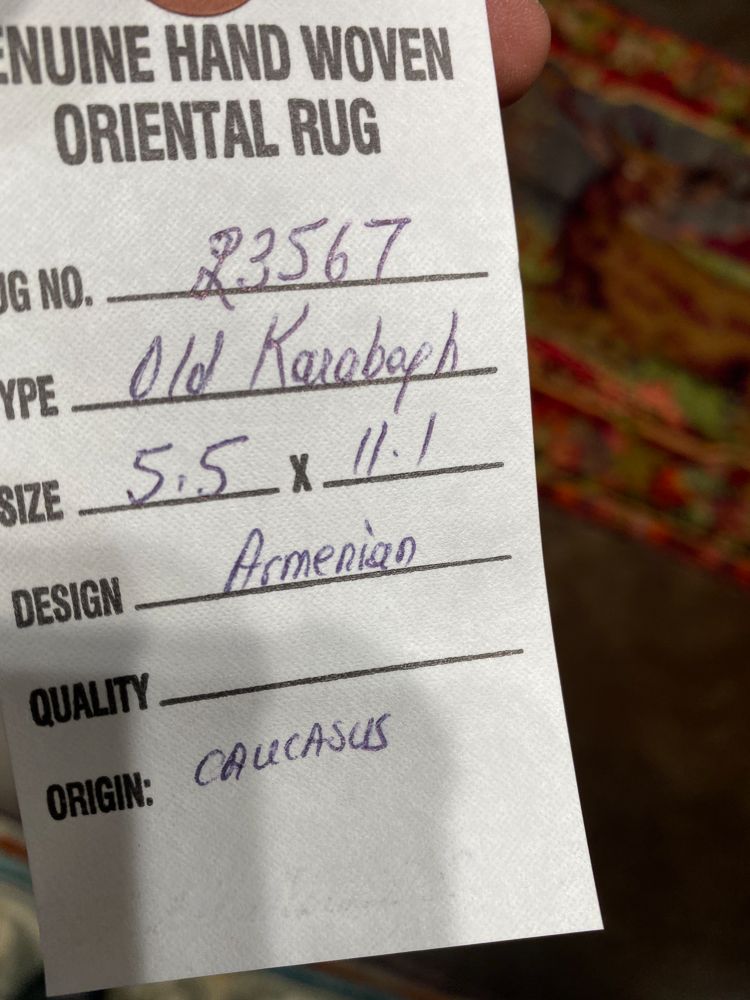 ENUINE HAND WOVEN
ORIENTAL RUG
UG NO. 23567
YPE Old Karabagh
SIZE 5.5 X 11.1
DESIGN Armenian
QUALITY
ORIGIN: CAUCASUS